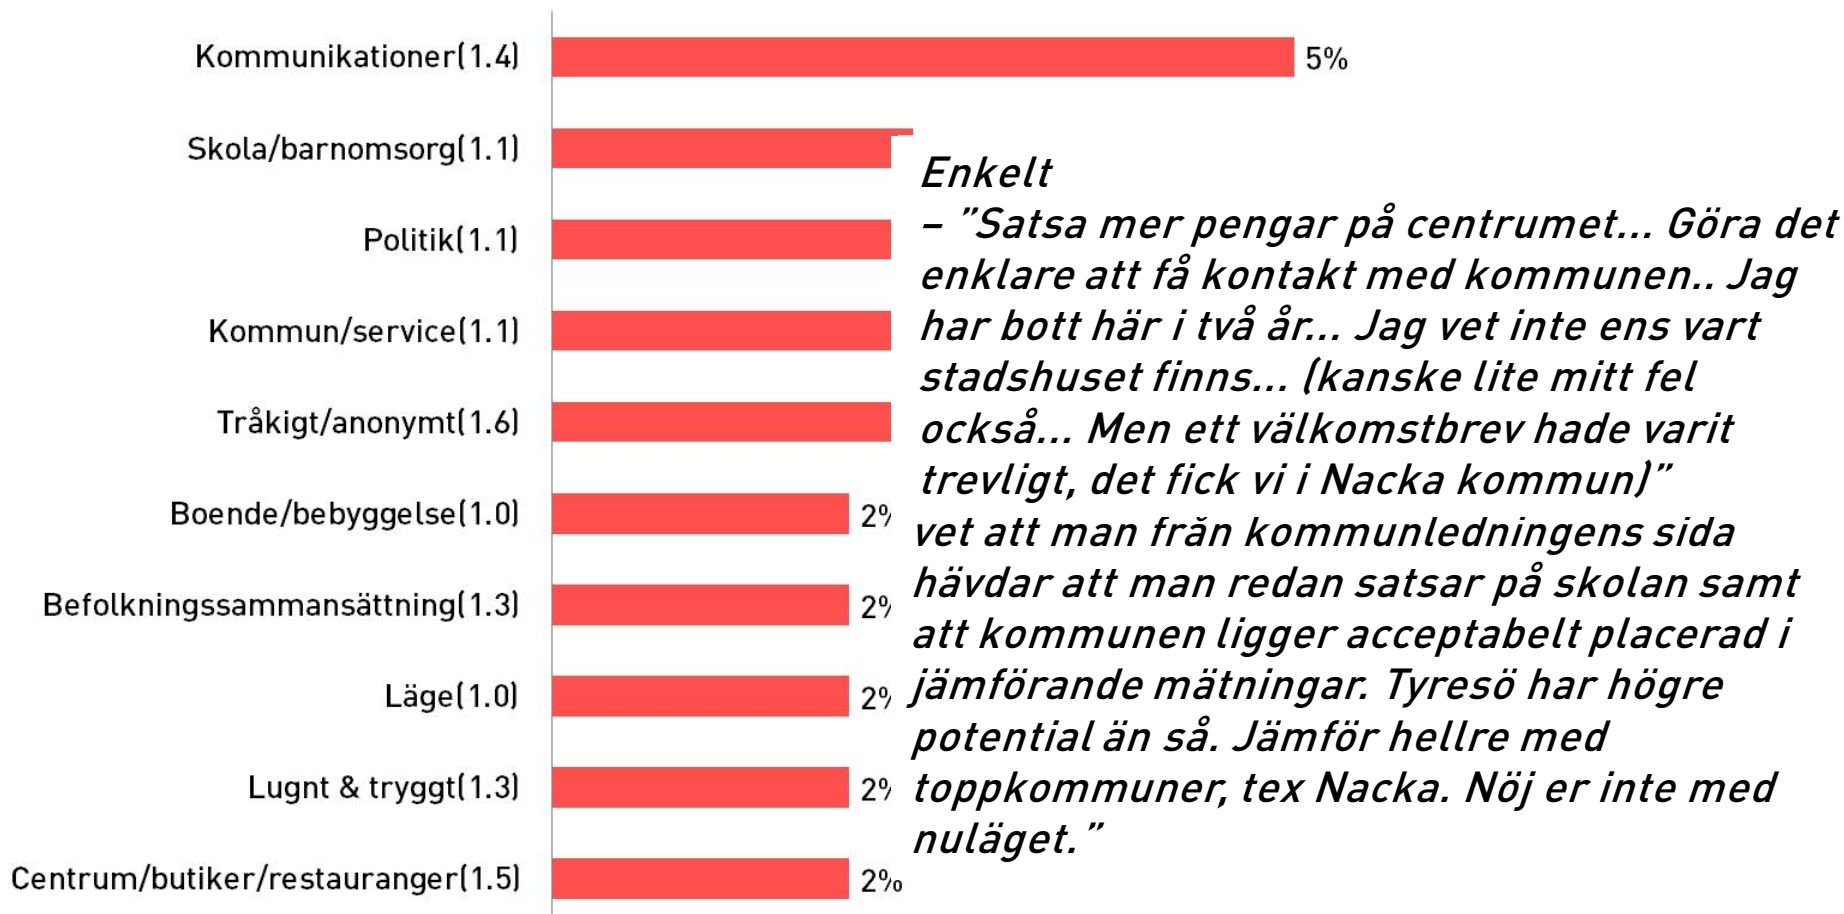 Kommunikationer(1.4)
5%
Skola/barnomsorg(1.1)
Politik(1.1)
Kommun/service(1.1)
Tråkigt/anonymt(1.6)
Boende/bebyggelse(1.0)
2%
Befolkningssammansättning(1.3)
2%
Läge(1.0)
2%
Lugnt & tryggt(1.3)
2%
Centrum/butiker/restauranger(1.5)
2%
Enkelt
– ”Satsa mer pengar på centrumet... Göra det
enklare att få kontakt med kommunen.. Jag
har bott här i två år... Jag vet inte ens vart
stadshuset finns... (kanske lite mitt fel
också... Men ett välkomstbrev hade varit
trevligt, det fick vi i Nacka kommun)”
vet att man från kommunledningens sida
hävdar att man redan satsar på skolan samt
att kommunen ligger acceptabelt placerad i
jämförande mätningar. Tyresö har högre
potential än så. Jämför hellre med
toppkommuner, tex Nacka. Nöj er inte med
nuläget.”